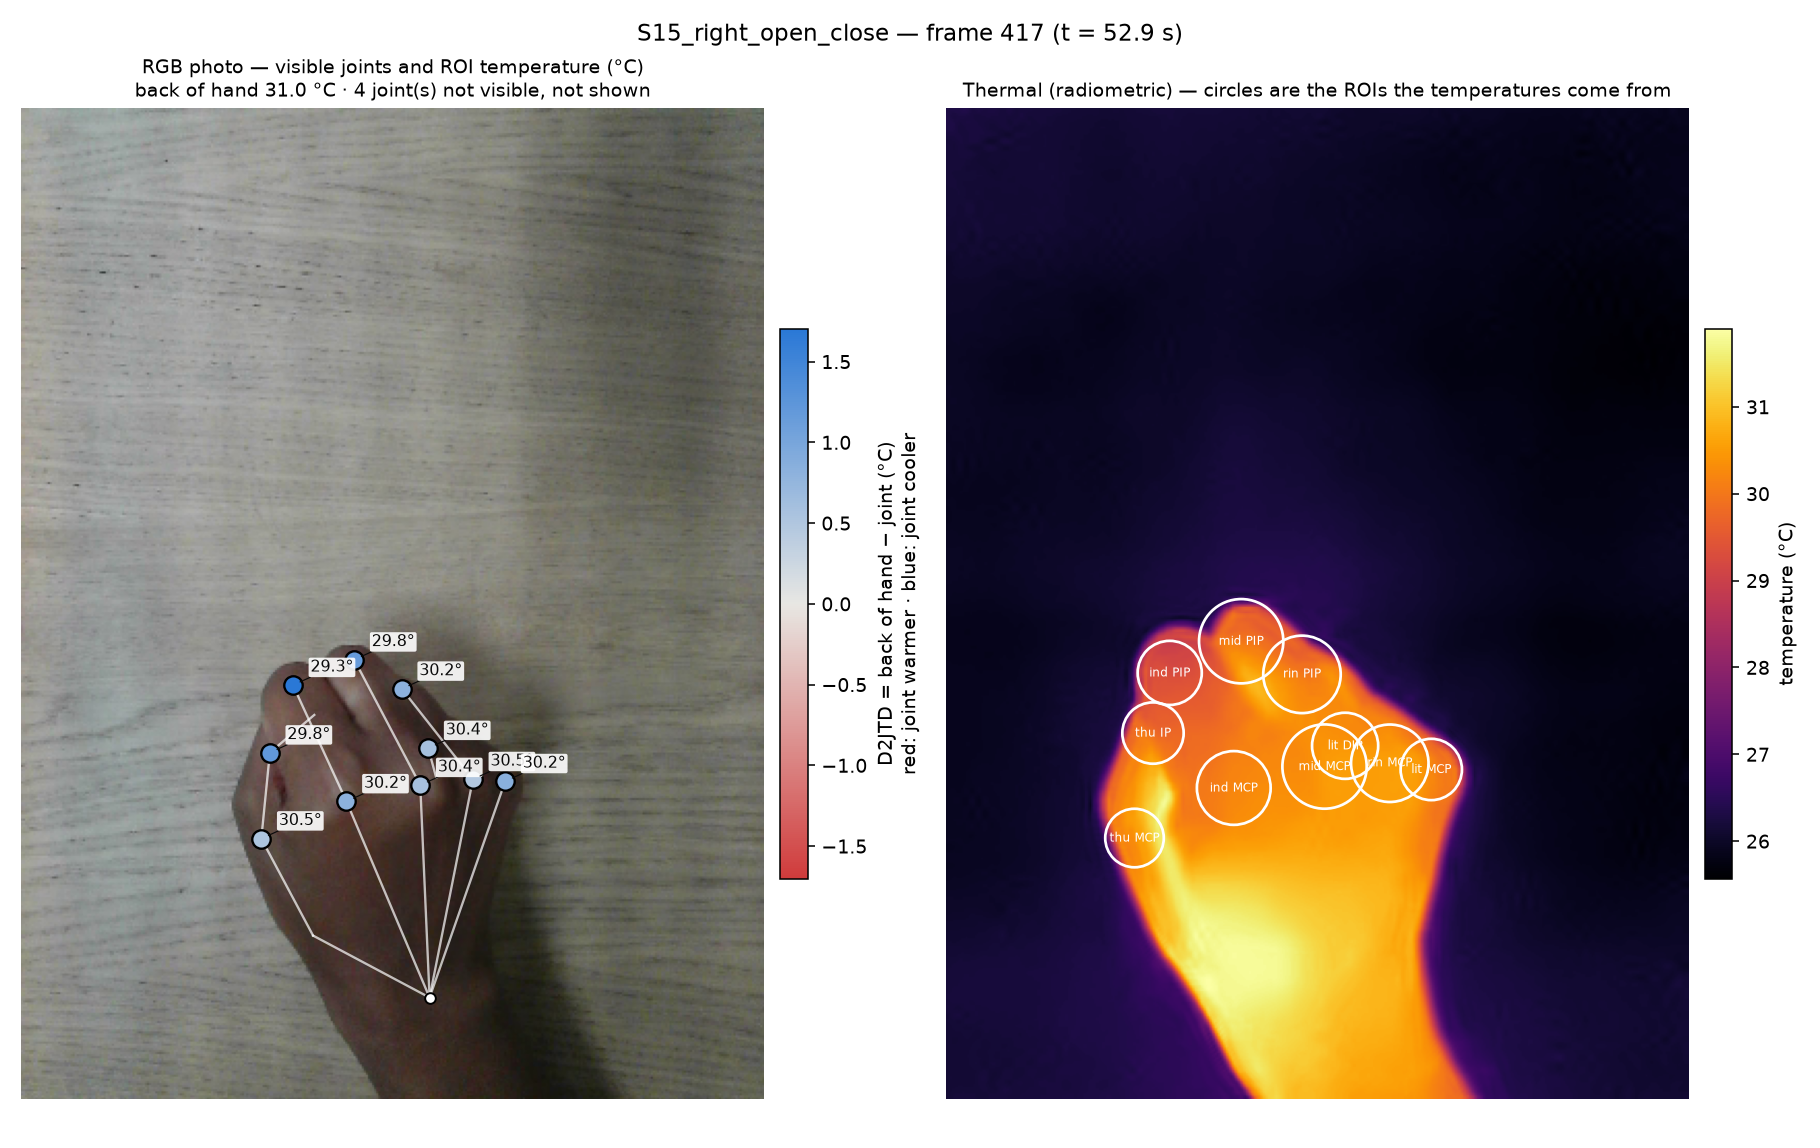 S15_right_open_close — frame 417 (t = 52.9 s)
RGB photo — visible joints and ROI temperature (°C)
back of hand 31.0 °C · 4 joint(s) not visible, not shown
29.8°
29.3°
30.2°
29.8°
30.4°
30.5
30.2°
30.4°
30.2°
30.5°
1.5
1.0
0.5
0.0
−0.5
−1.0
−1.5
D2JTD = back of hand − joint (°C)
red: joint warmer · blue: joint cooler
Thermal (radiometric) — circles are the ROIs the temperatures come from
mid PIP
ind PIP
rin PIP
thu IP
lit DIP
mid MCP
rin MCP
lit MCP
ind MCP
thu MCP
31
30
29
28
27
26
temperature (°C)